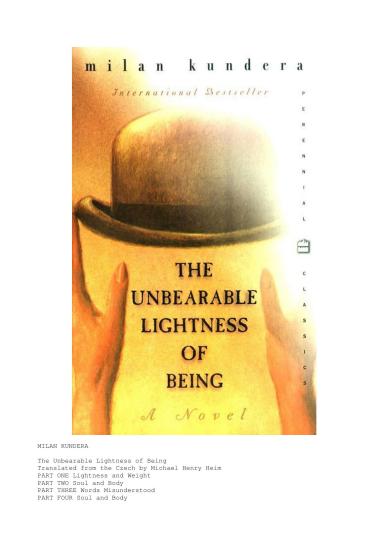 milan kundera
International Bestseller
PERENNIAL
CLASSICS
THE
UNBEARABLE
LIGHTNESS
OF
BEING
A Novel
MILAN KUNDERA
The Unbearable Lightness of Being
Translated from the Czech by Michael Henry Heim
PART ONE Lightness and Weight
PART TWO Soul and Body
PART THREE Words Misunderstood
PART FOUR Soul and Body